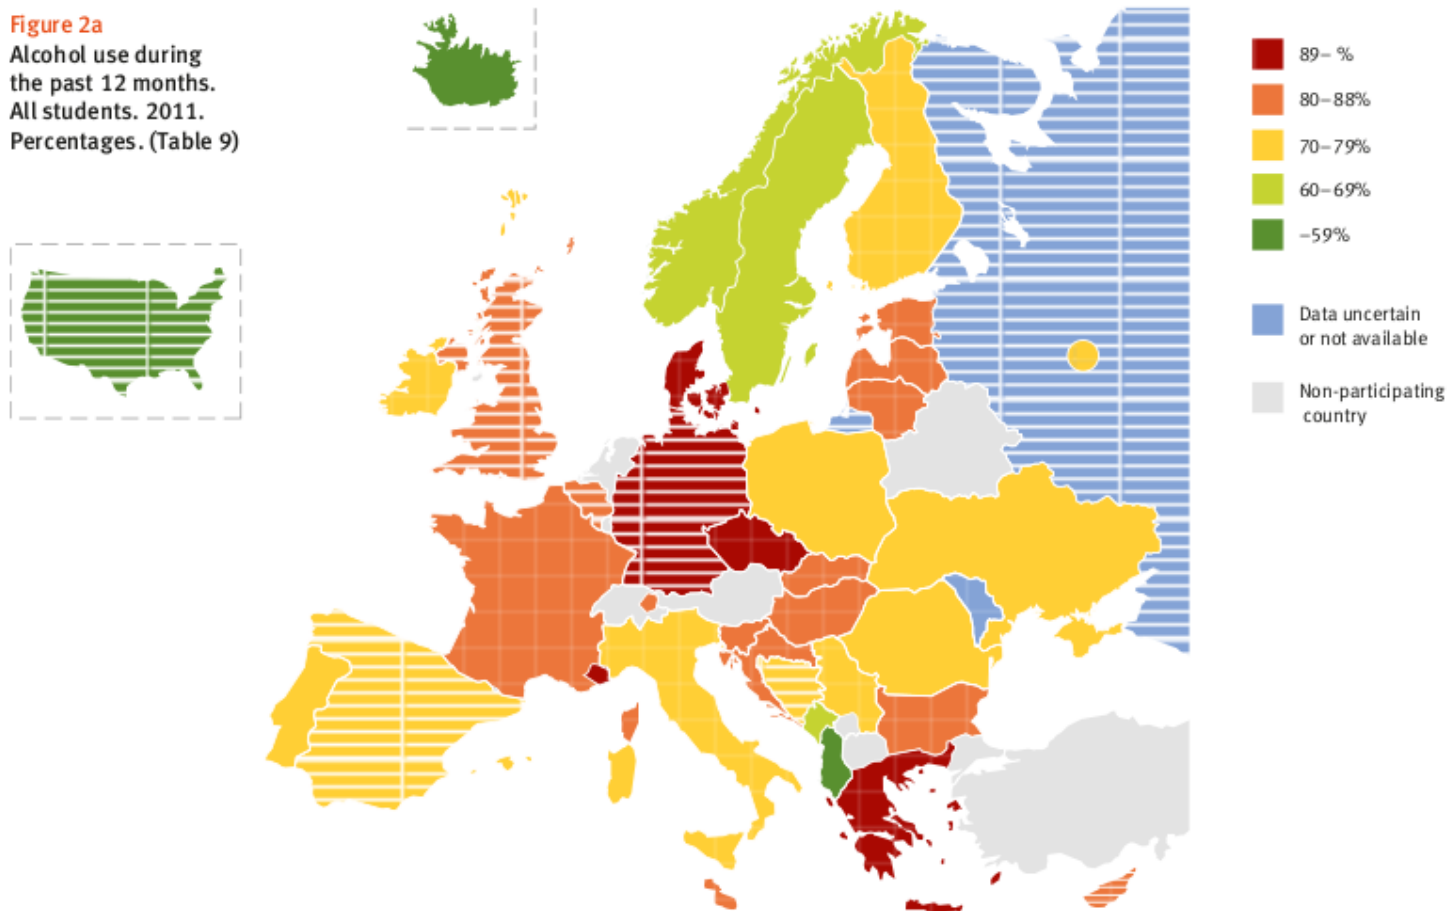 Figure 2a
Alcohol use during
the past 12 months.
All students. 2011.
Percentages. (Table 9)
89– %
80–88%
70–79%
60–69%
–59%
Data uncertain
or not available
Non-participating
country